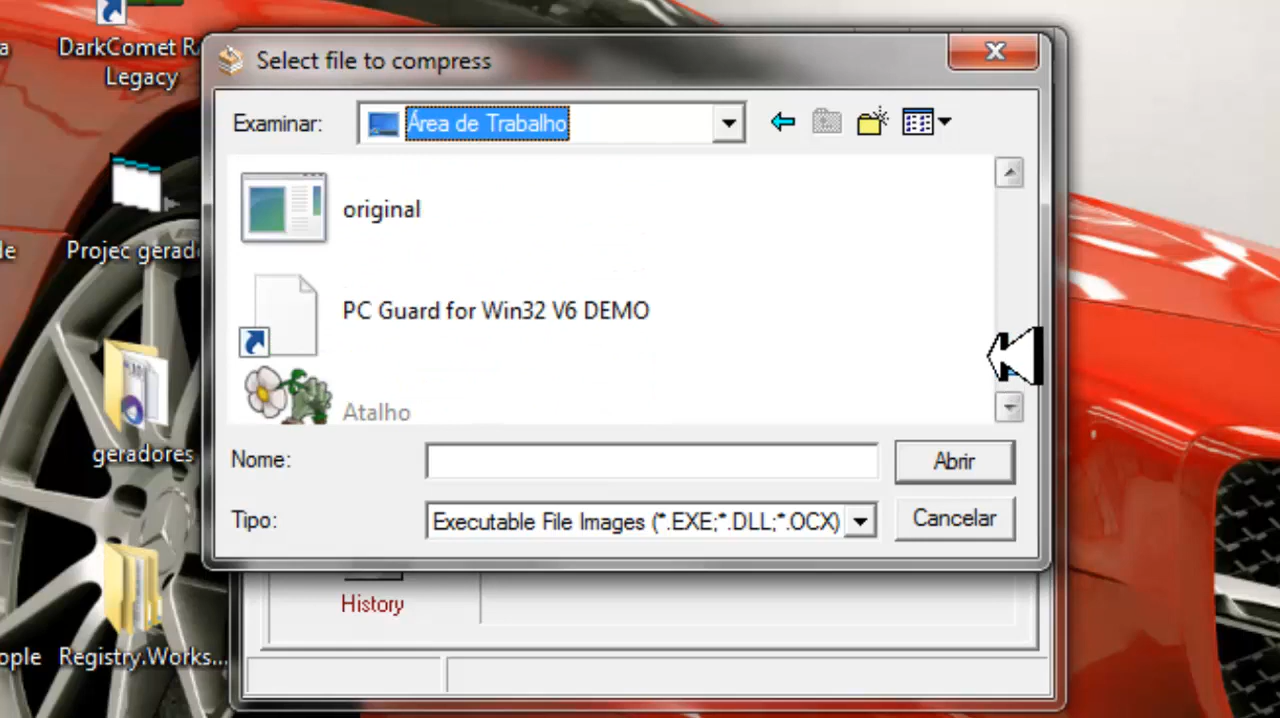 a
DarkComet R
Legacy
Select file to compress
Examinar:
Área de Trabalho
original
le
Projec gerad
PC Guard for Win32 V6 DEMO
Atalho
geradores
Nome:
Abrir
Tipo:
Executable File Images (*.EXE;*.DLL;*.OCX)
Cancelar
History
ople
Registry.Works...